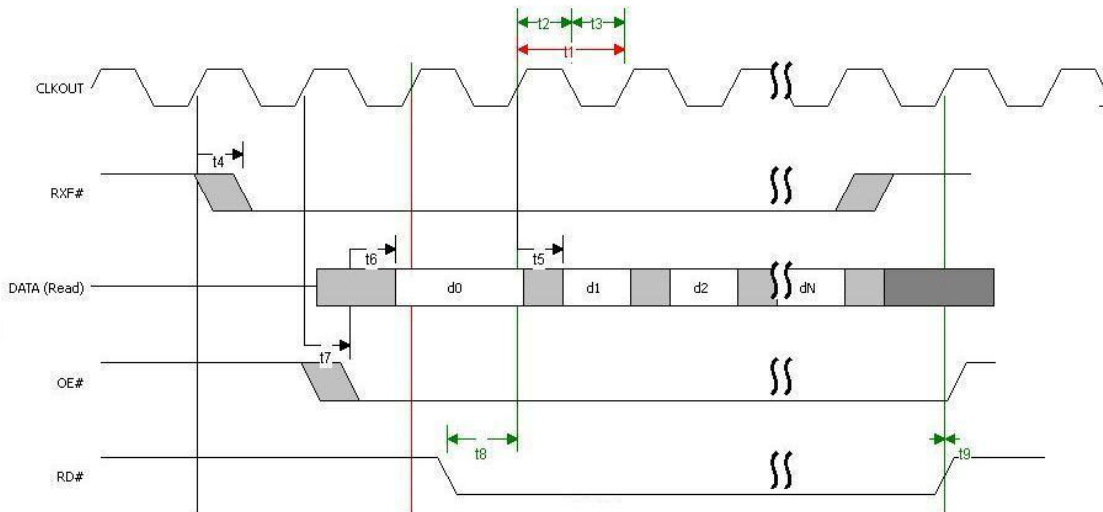 t2 t3
t1
CLKOUT
t4
RXF#
t6 t5
DATA (Read) d0 d1 d2 dN
t7
OE#
t8 t9
RD#